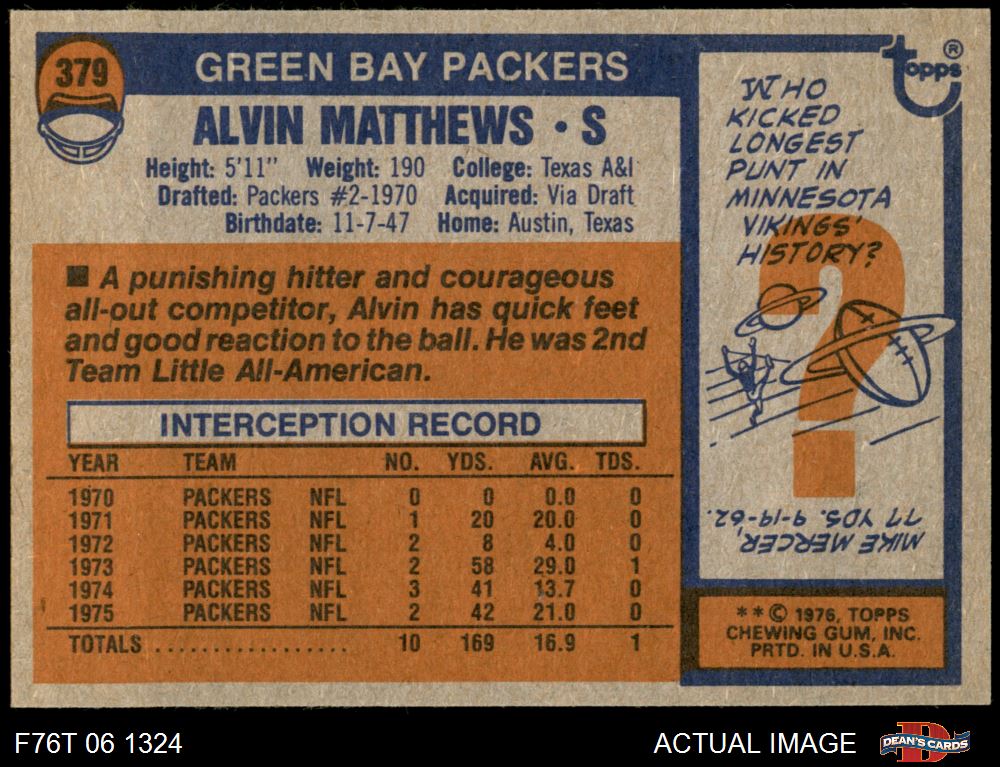 379
GREEN BAY PACKERS
ALVIN MATTHEWS • S
Height: 5'11" Weight: 190 College: Texas A&I
Drafted: Packers #2-1970 Acquired: Via Draft
Birthdate: 11-7-47 Home: Austin, Texas
■ A punishing hitter and courageous
all-out competitor, Alvin has quick feet
and good reaction to the ball. He was 2nd
Team Little All-American.
INTERCEPTION RECORD
YEAR TEAM NO. YDS. AVG. TDS.
1970 PACKERS NFL 0 0 0.0 0
1971 PACKERS NFL 1 20 20.0 0
1972 PACKERS NFL 2 8 4.0 0
1973 PACKERS NFL 2 58 29.0 1
1974 PACKERS NFL 3 41 13.7 0
1975 PACKERS NFL 2 42 21.0 0
TOTALS .................. 10 169 16.9 1
topps ®
WHO
KICKED
LONGEST
PUNT IN
MINNESOTA
VIKINGS'
HISTORY?
?
MIKE MERCER,
77 YDS. 9-19-62.
* * © 1976, TOPPS
CHEWING GUM, INC.
PRTD. IN U.S.A.
F76T 06 1324
ACTUAL IMAGE
D
DEAN'S CARDS